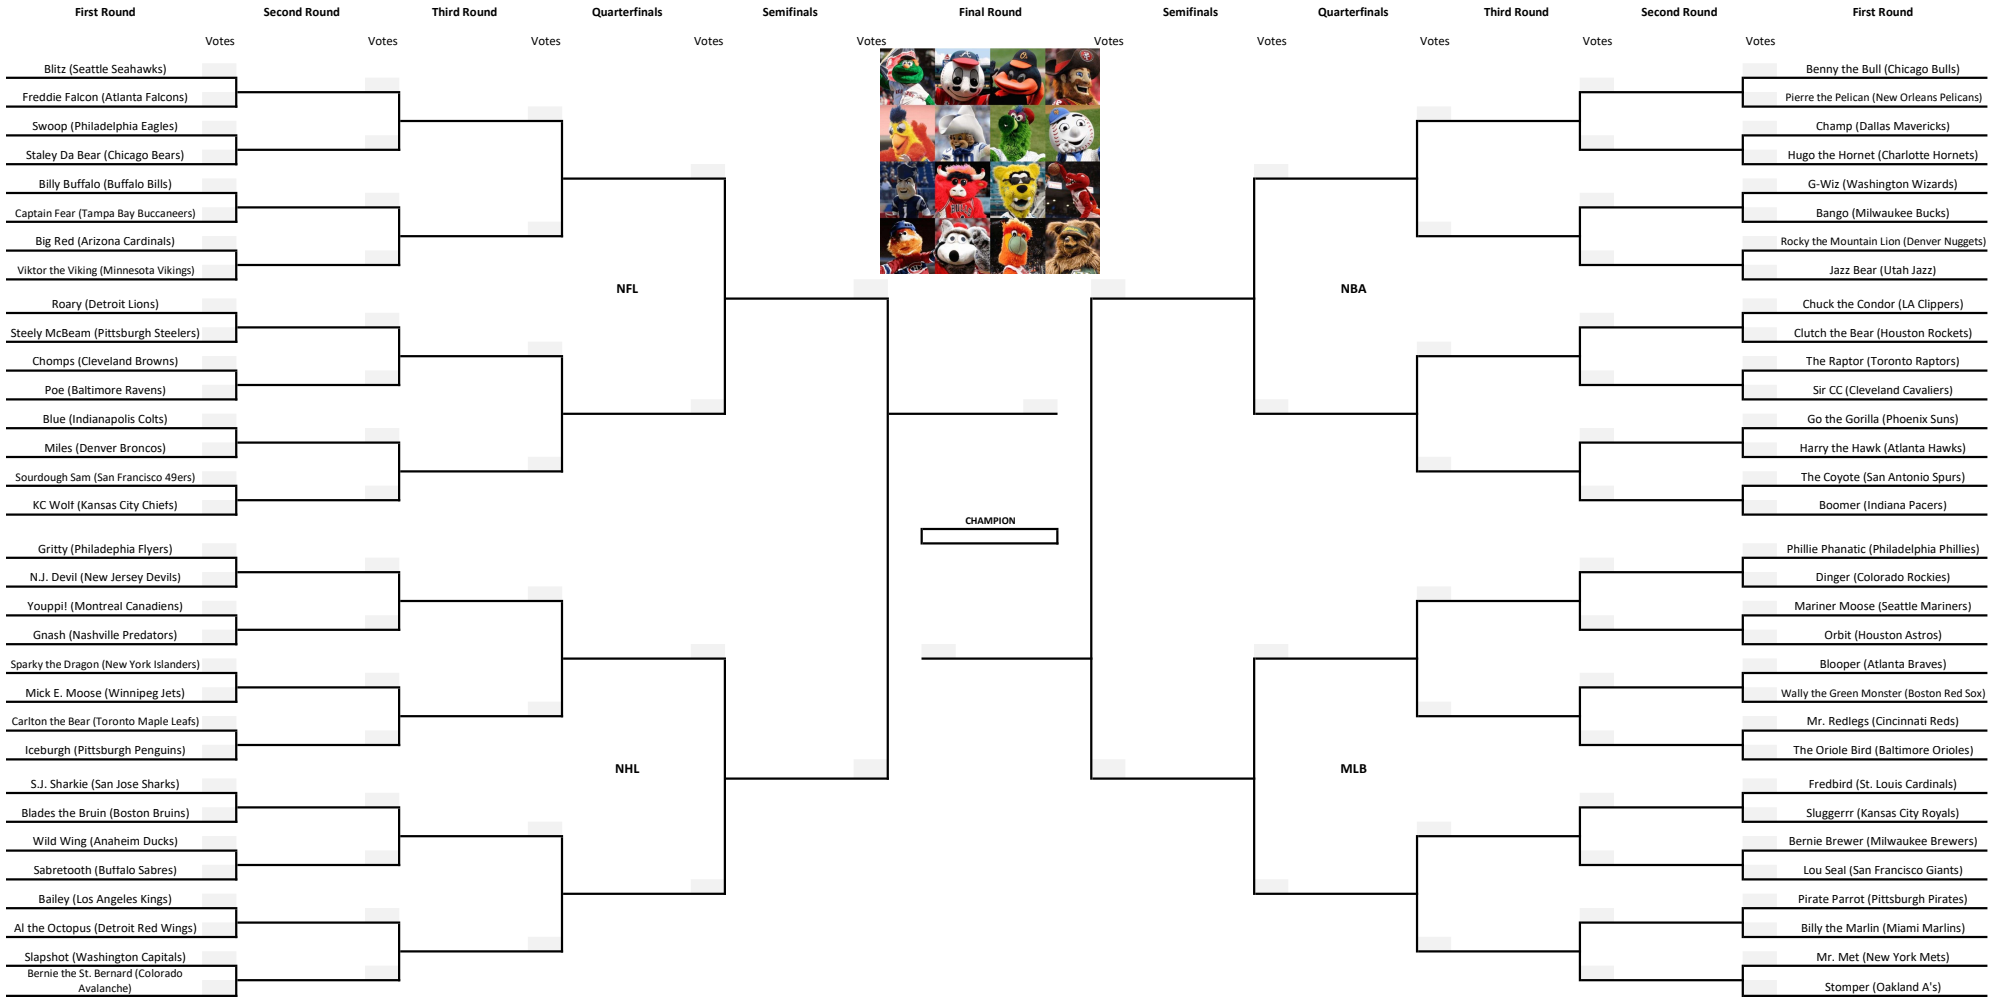 First Round
Second Round
Third Round
Quarterfinals
Semifinals
Final Round
Semifinals
Quarterfinals
Third Round
Second Round
First Round
Votes
Votes
Votes
Votes
Votes
Votes
Votes
Votes
Votes
Votes
Blitz (Seattle Seahawks)
Freddie Falcon (Atlanta Falcons)
Swoop (Philadelphia Eagles)
Staley Da Bear (Chicago Bears)
Billy Buffalo (Buffalo Bills)
Captain Fear (Tampa Bay Buccaneers)
Big Red (Arizona Cardinals)
Viktor the Viking (Minnesota Vikings)
NFL
Roary (Detroit Lions)
Steely McBeam (Pittsburgh Steelers)
Chomps (Cleveland Browns)
Poe (Baltimore Ravens)
Blue (Indianapolis Colts)
Miles (Denver Broncos)
Sourdough Sam (San Francisco 49ers)
KC Wolf (Kansas City Chiefs)
Gritty (Philadephia Flyers)
N.J. Devil (New Jersey Devils)
Youppi! (Montreal Canadiens)
Gnash (Nashville Predators)
Sparky the Dragon (New York Islanders)
Mick E. Moose (Winnipeg Jets)
Carlton the Bear (Toronto Maple Leafs)
Iceburgh (Pittsburgh Penguins)
NHL
S.J. Sharkie (San Jose Sharks)
Blades the Bruin (Boston Bruins)
Wild Wing (Anaheim Ducks)
Sabretooth (Buffalo Sabres)
Bailey (Los Angeles Kings)
Al the Octopus (Detroit Red Wings)
Slapshot (Washington Capitals)
Bernie the St. Bernard (Colorado
Avalanche)
CHAMPION
Benny the Bull (Chicago Bulls)
Pierre the Pelican (New Orleans Pelicans)
Champ (Dallas Mavericks)
Hugo the Hornet (Charlotte Hornets)
G-Wiz (Washington Wizards)
Bango (Milwaukee Bucks)
Rocky the Mountain Lion (Denver Nuggets)
Jazz Bear (Utah Jazz)
NBA
Chuck the Condor (LA Clippers)
Clutch the Bear (Houston Rockets)
The Raptor (Toronto Raptors)
Sir CC (Cleveland Cavaliers)
Go the Gorilla (Phoenix Suns)
Harry the Hawk (Atlanta Hawks)
The Coyote (San Antonio Spurs)
Boomer (Indiana Pacers)
Phillie Phanatic (Philadelphia Phillies)
Dinger (Colorado Rockies)
Mariner Moose (Seattle Mariners)
Orbit (Houston Astros)
Blooper (Atlanta Braves)
Wally the Green Monster (Boston Red Sox)
Mr. Redlegs (Cincinnati Reds)
The Oriole Bird (Baltimore Orioles)
MLB
Fredbird (St. Louis Cardinals)
Sluggerrr (Kansas City Royals)
Bernie Brewer (Milwaukee Brewers)
Lou Seal (San Francisco Giants)
Pirate Parrot (Pittsburgh Pirates)
Billy the Marlin (Miami Marlins)
Mr. Met (New York Mets)
Stomper (Oakland A's)